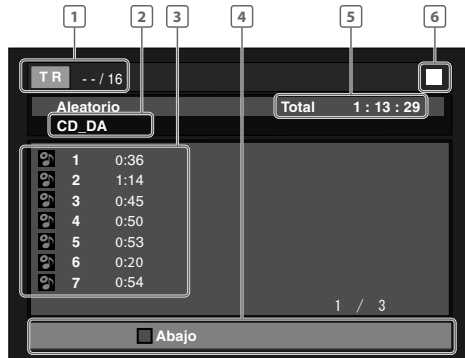 1 2 3 4 5 6
TR --/16
Aleatorio Total 1:13:29
CD_DA
1 0:36
2 1:14
3 0:45
4 0:50
5 0:53
6 0:20
7 0:54
1 / 3
Abajo